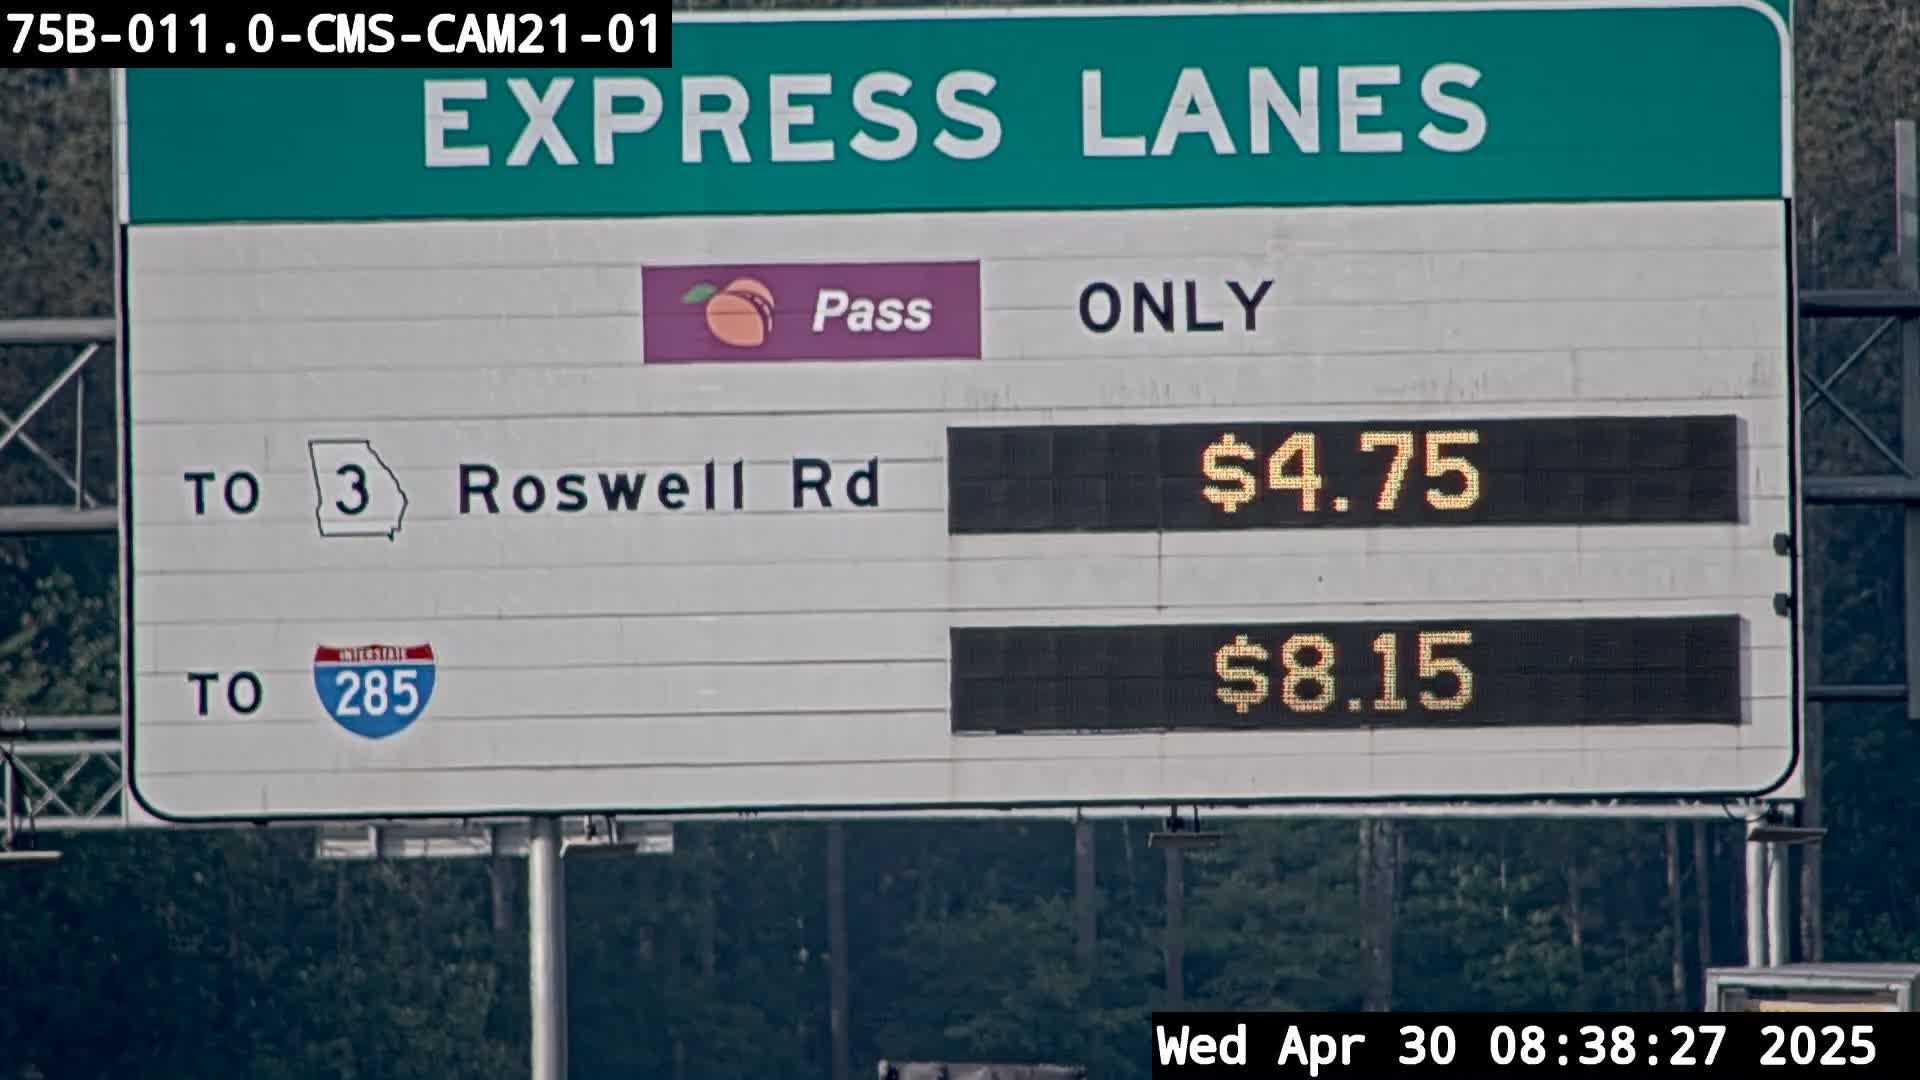 75B-011.0-CMS-CAM21-01
EXPRESS LANES
Pass ONLY
TO 3 Roswell Rd $4.75
TO INTERSTATE 285 $8.15
Wed Apr 30 08:38:27 2025